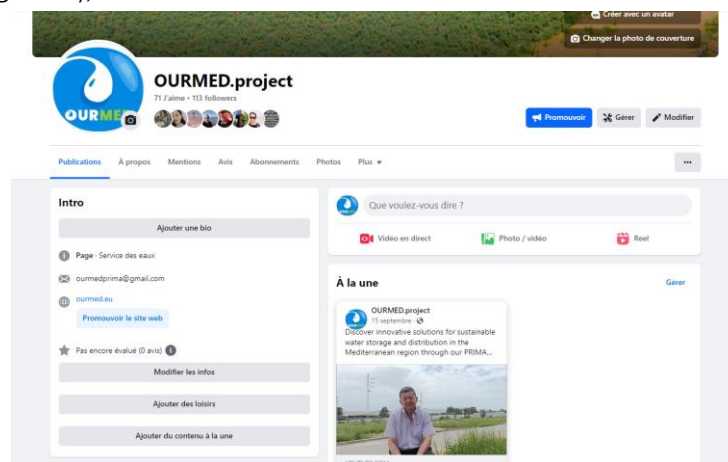 Créer avec un avatar
Changer la photo de couverture
OURMED
OURMED.project
71 J'aime • 113 followers
Promouvoir
Gérer
Modifier
Publications À propos Mentions Avis Abonnements Photos Plus
Intro
Ajouter une bio
Page · Service des eaux
ourmedprima@gmail.com
ourmed.eu
Promouvoir le site web
Pas encore évalué (0 avis)
Modifier les infos
Ajouter des loisirs
Ajouter du contenu à la une
Que voulez-vous dire ?
Vidéo en direct
Photo / vidéo
Reel
À la une
Gérer
OURMED.project
15 septembre ·
Discover innovative solutions for sustainable
water storage and distribution in the
Mediterranean region through our PRIMA...